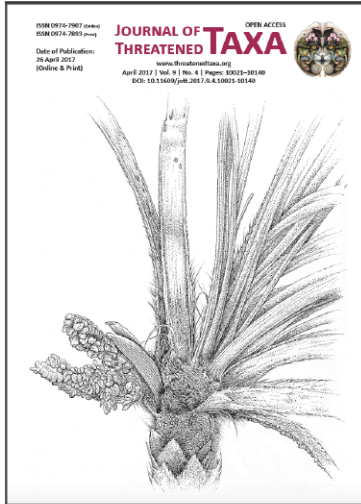 ISSN 0974-7907 (Online)
ISSN 0974-7893 (Print)
Date of Publication:
26 April 2017
(Online & Print)
OPEN ACCESS
JOURNAL OF
THREATENED
TAXA
www.threatenedtaxa.org
April 2017 | Vol. 9 | No. 4 | Pages: 10021–10140
DOI: 10.11609/jott.2017.9.4.10021-10140